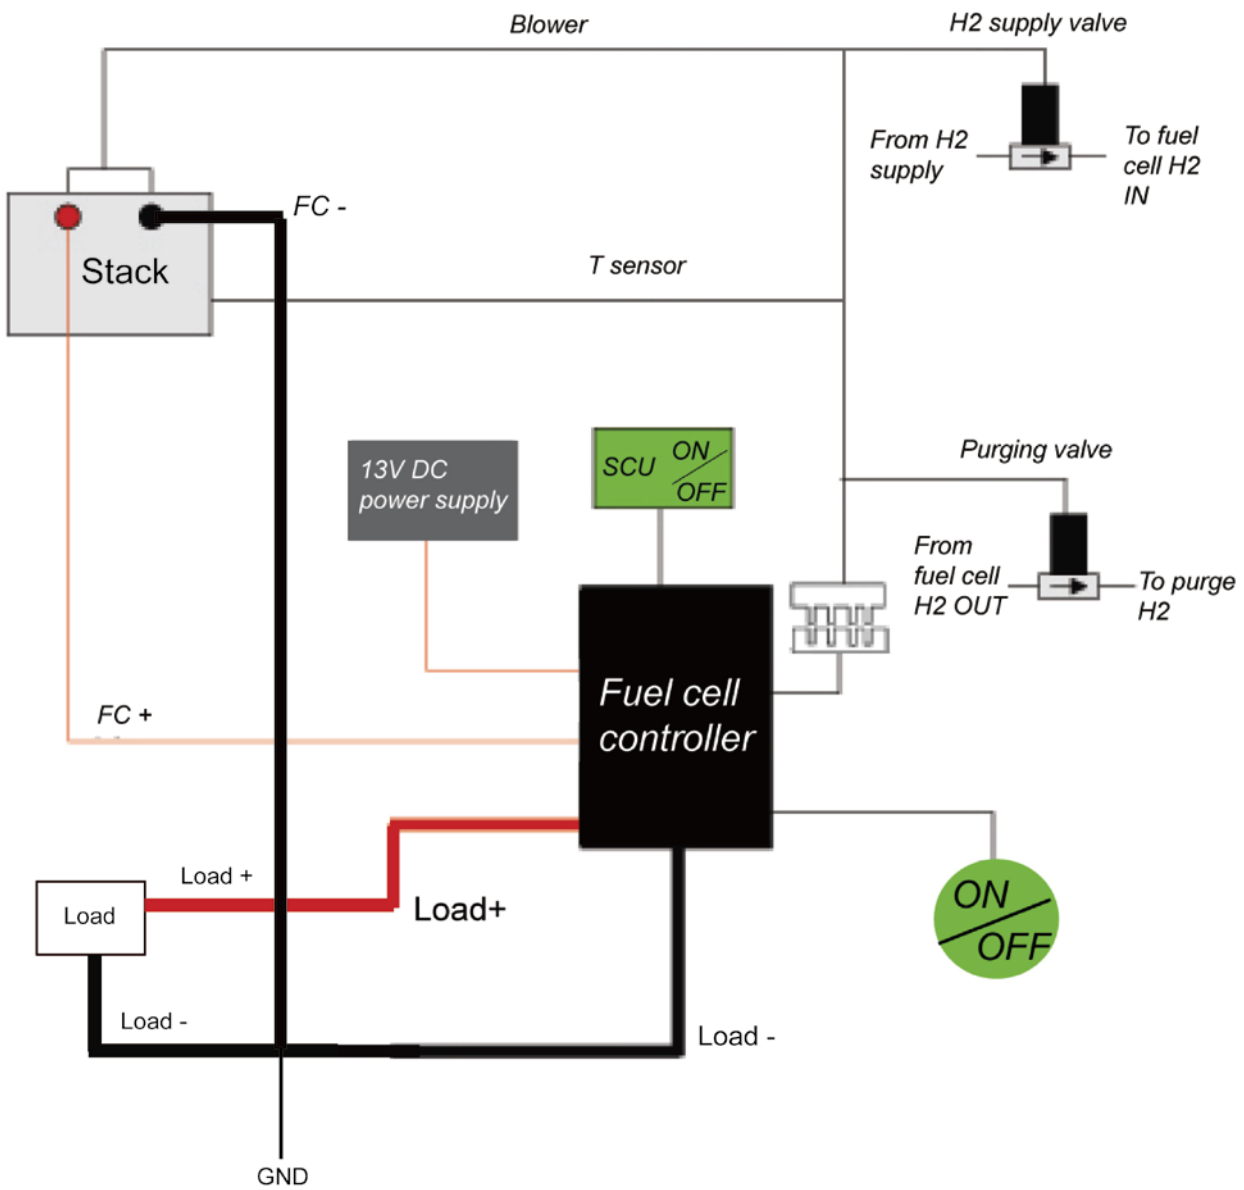 Blower
H2 supply valve
From H2
supply
To fuel
cell H2
IN
FC -
Stack
T sensor
13V DC
power supply
SCU ON
OFF
Purging valve
From
fuel cell
H2 OUT
To purge
H2
Fuel cell
controller
FC +
Load +
Load+
Load
ON
OFF
Load -
Load -
GND